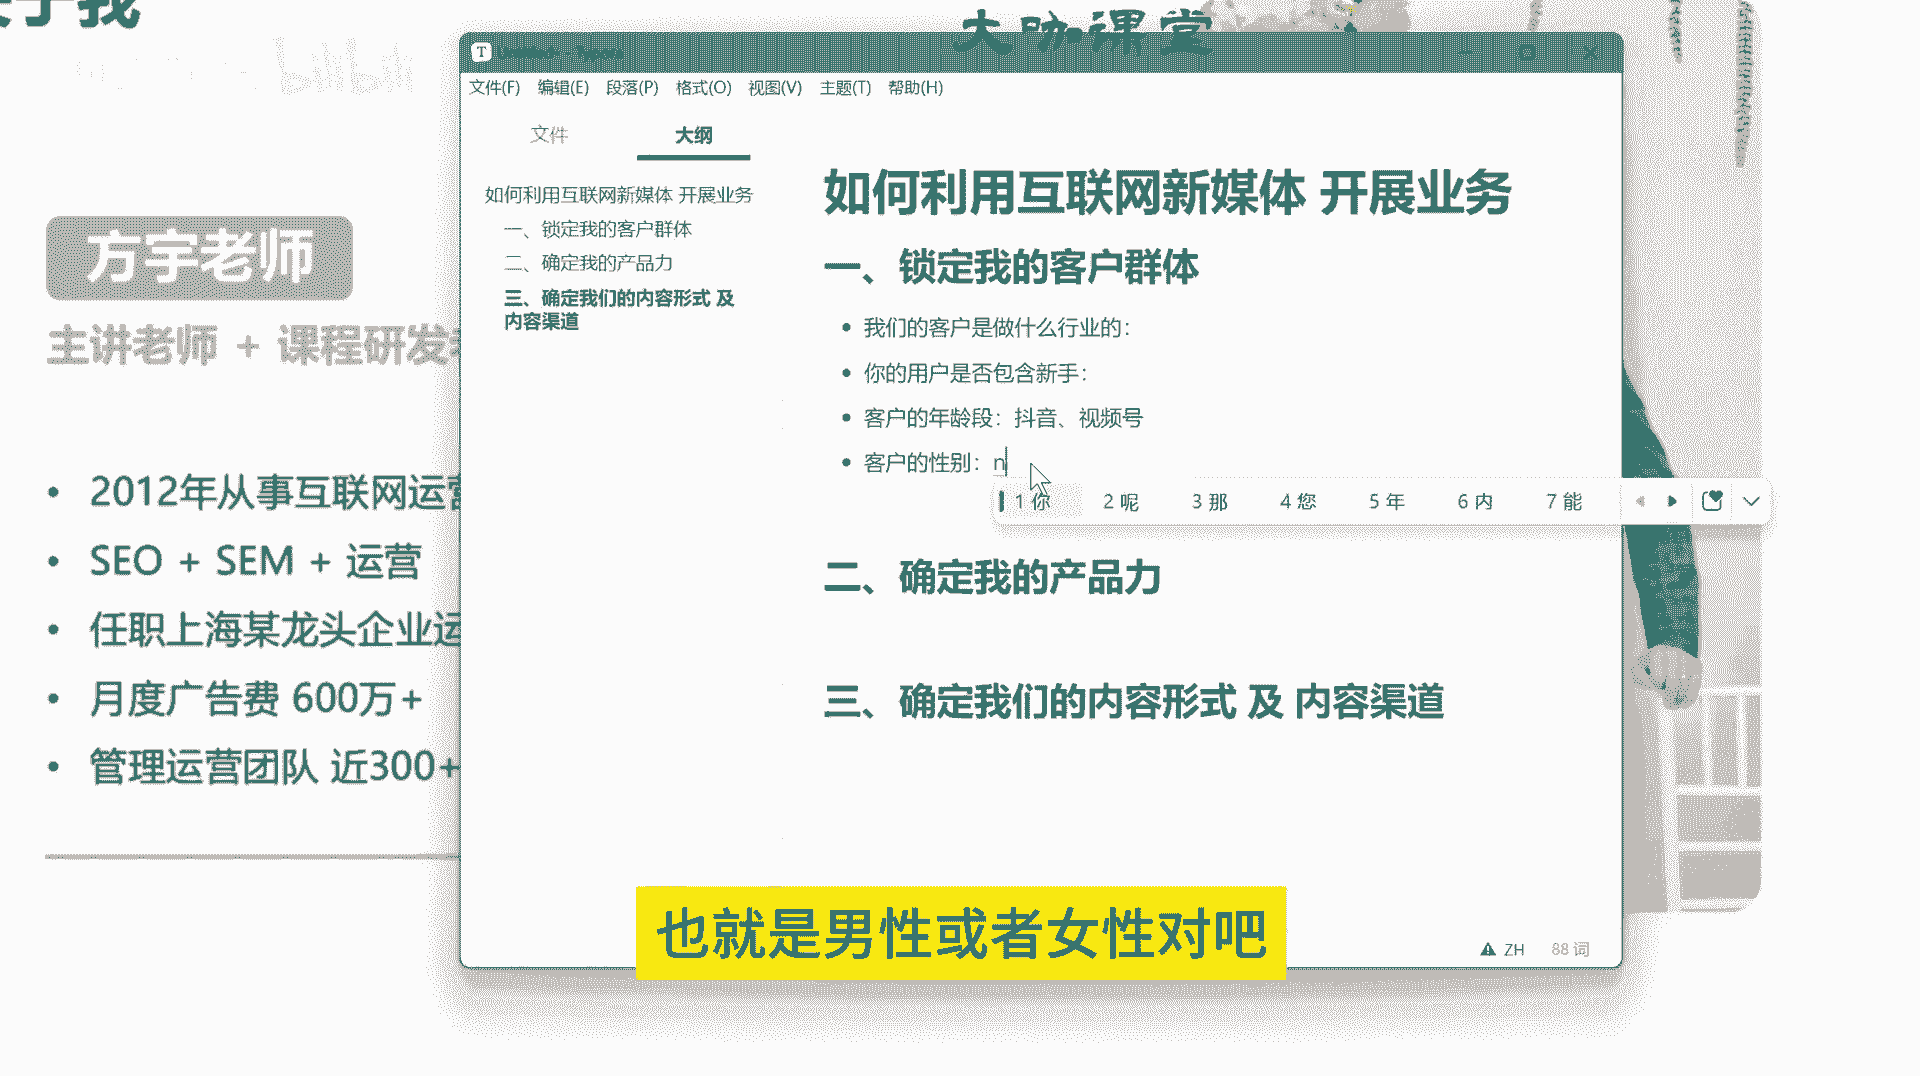 关于我
bilibili
大咖课堂
方宇老师
主讲老师 + 课程研发
2012年从事互联网运营
SEO + SEM + 运营
任职上海某龙头企业运
月度广告费 600万+
管理运营团队 近300+
T
文件(F) 编辑(E) 段落(P) 格式(O) 视图(V) 主题(T) 帮助(H)
文件 大纲
如何利用互联网新媒体 开展业务
一、锁定我的客户群体
二、确定我的产品力
三、确定我们的内容形式 及
内容渠道
如何利用互联网新媒体 开展业务
一、锁定我的客户群体
我们的客户是做什么行业的：
你的用户是否包含新手：
客户的年龄段：抖音、视频号
客户的性别：n
1 你 2 呢 3 那 4 您 5 年 6 内 7 能
二、确定我的产品力
三、确定我们的内容形式 及 内容渠道
也就是男性或者女性对吧
ZH 88 词